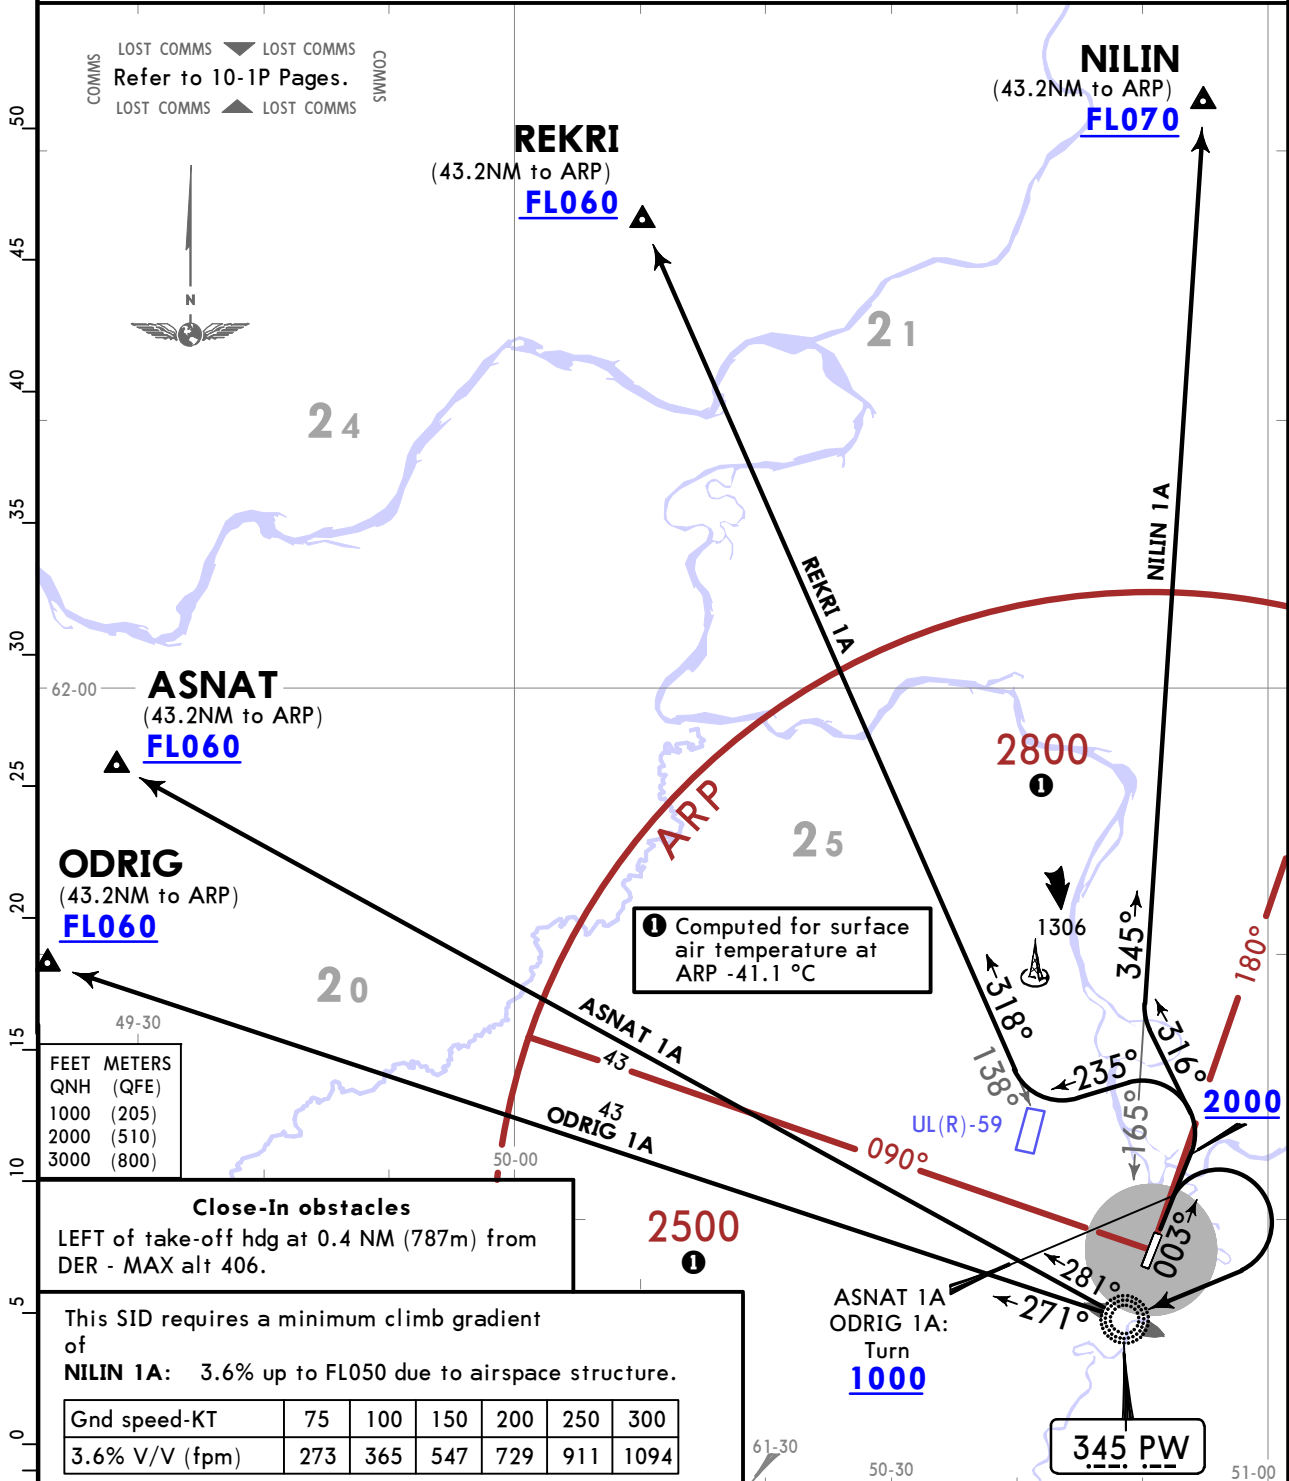 LOST COMMS LOST COMMS
COMMS
Refer to 10-1P Pages.
COMMS
LOST COMMS LOST COMMS
N
NILIN
(43.2NM to ARP)
FL070
REKRI
(43.2NM to ARP)
FL060
50
45
40
35
30
25
20
15
10
5
0
21
24
NILIN 1A
REKRI 1A
62-00
ASNAT
(43.2NM to ARP)
FL060
2800
1
ARP
25
ODRIG
(43.2NM to ARP)
FL060
1 Computed for surface
air temperature at
ARP -41.1 °C
1306
345°
180°
20
49-30
ASNAT 1A
318°
316°
43
138°
235°
2000
FEET METERS
QNH (QFE)
1000 (205)
2000 (510)
3000 (800)
43
ODRIG 1A
UL(R)-59
165°
090°
50-00
Close-In obstacles
LEFT of take-off hdg at 0.4 NM (787m) from
DER - MAX alt 406.
2500
1
003°
281°
271°
ASNAT 1A
ODRIG 1A:
Turn
1000
This SID requires a minimum climb gradient
of
NILIN 1A: 3.6% up to FL050 due to airspace structure.
Gnd speed-KT 75 100 150 200 250 300
3.6% V/V (fpm) 273 365 547 729 911 1094
345 PW
61-30
50-30
51-00